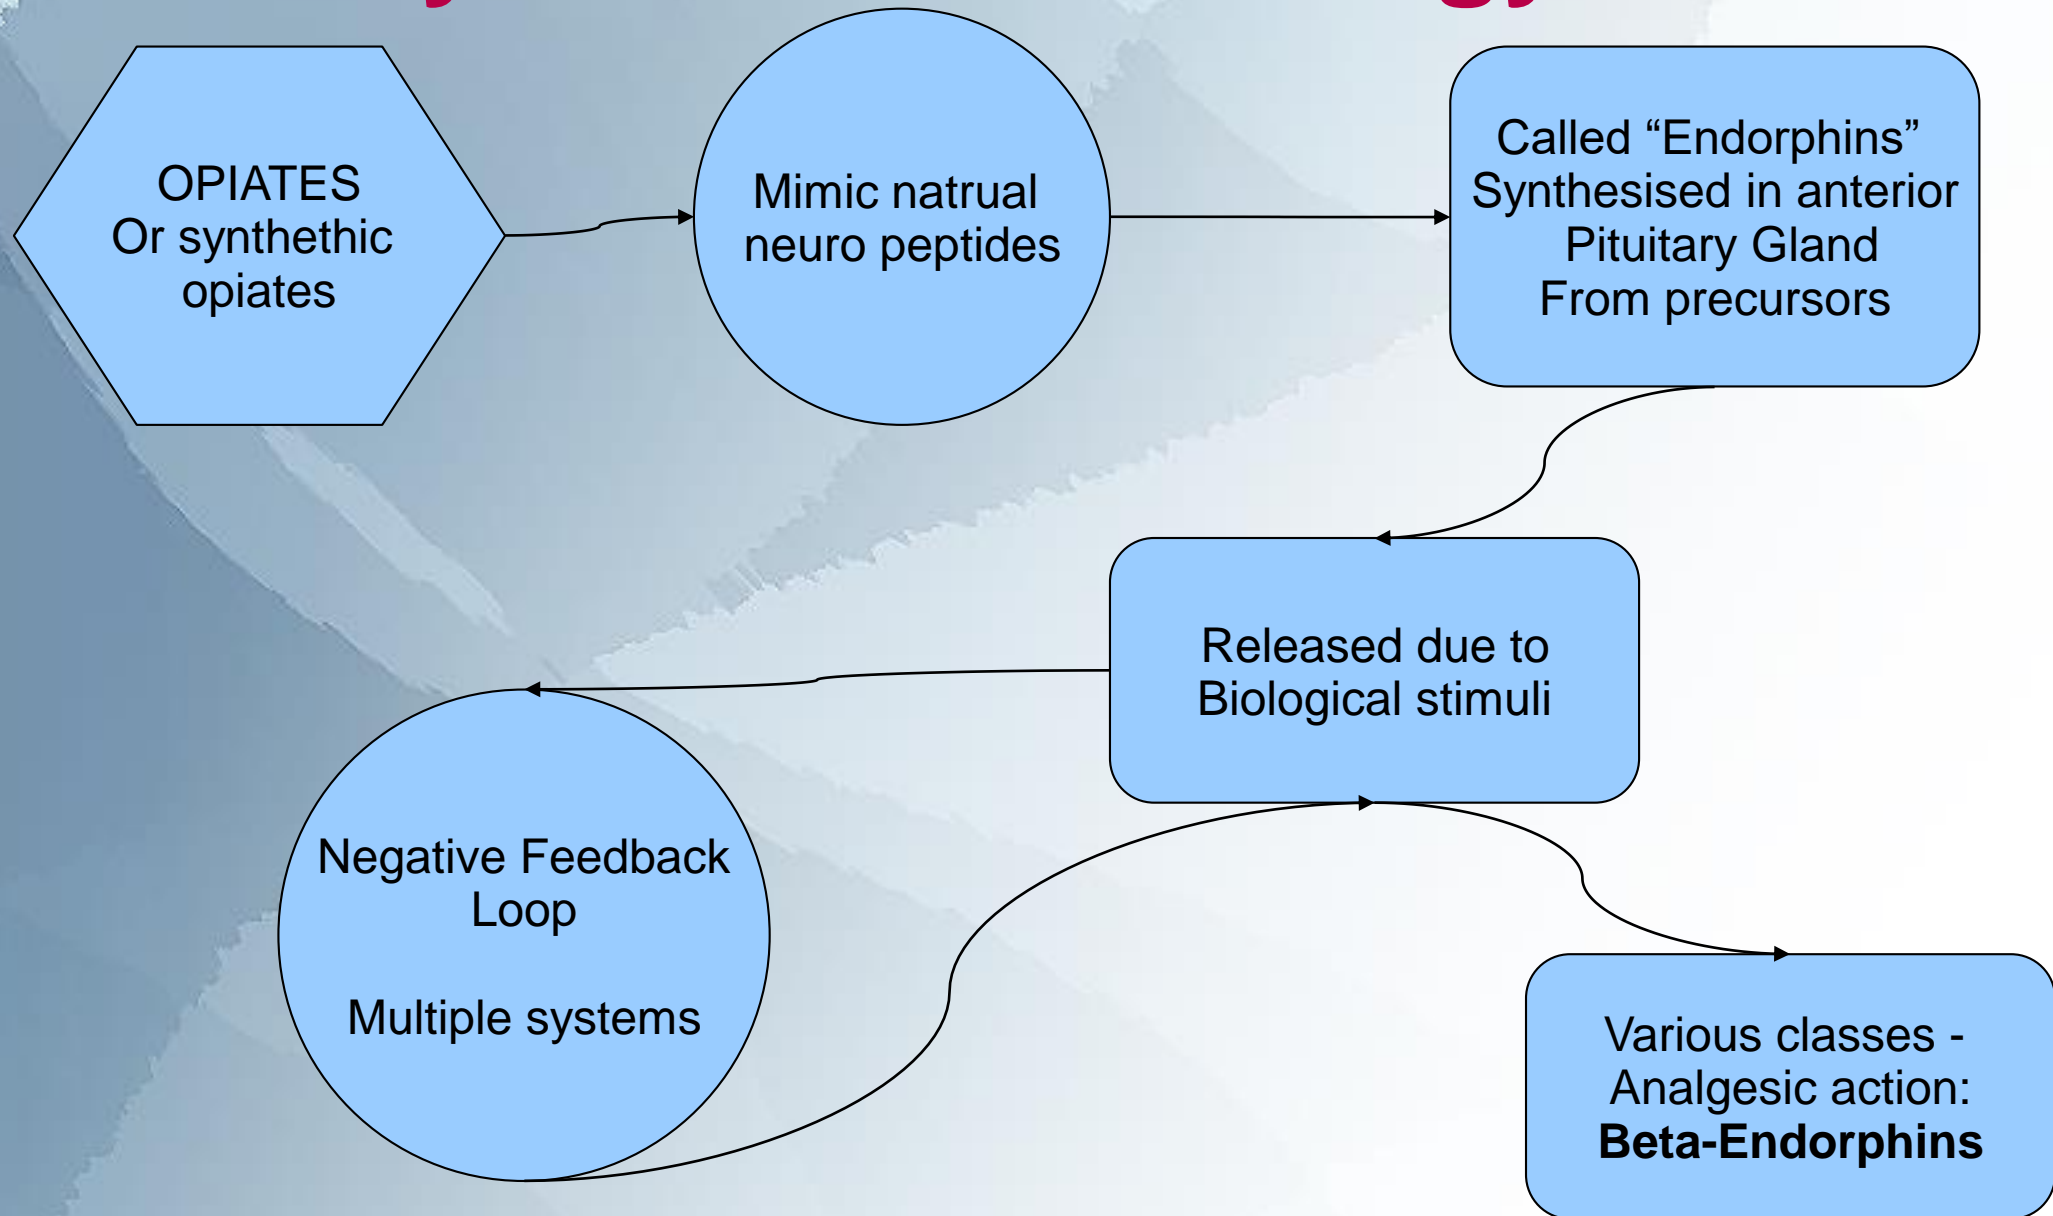 OPIATES
Or synthethic
opiates
Mimic natrual
neuro peptides
Called “Endorphins”
Synthesised in anterior
Pituitary Gland
From precursors
Released due to
Biological stimuli
Negative Feedback
Loop
Multiple systems
Various classes -
Analgesic action:
Beta-Endorphins